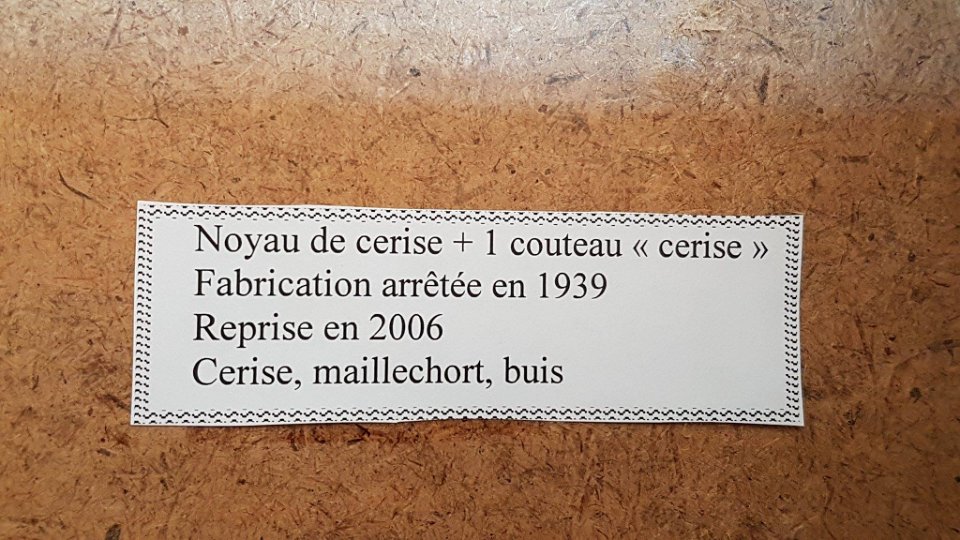 Noyau de cerise + 1 couteau « cerise »
Fabrication arrêtée en 1939
Reprise en 2006
Cerise, maillechort, buis